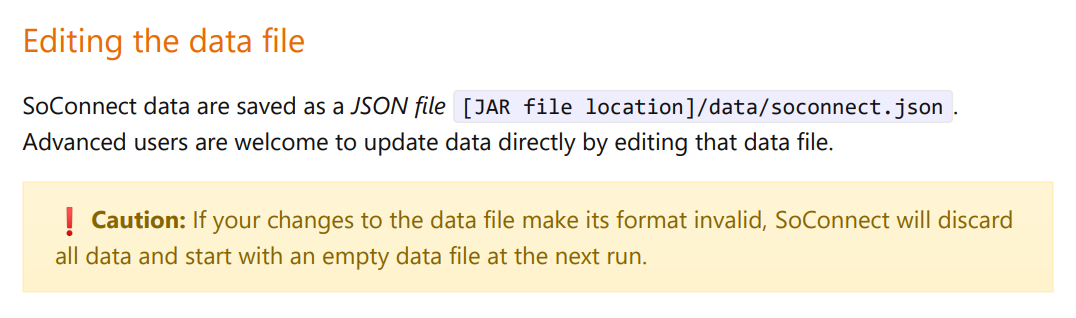 Editing the data file
SoConnect data are saved as a JSON file [JAR file location]/data/soconnect.json.
Advanced users are welcome to update data directly by editing that data file.
❗ Caution: If your changes to the data file make its format invalid, SoConnect will discard
all data and start with an empty data file at the next run.